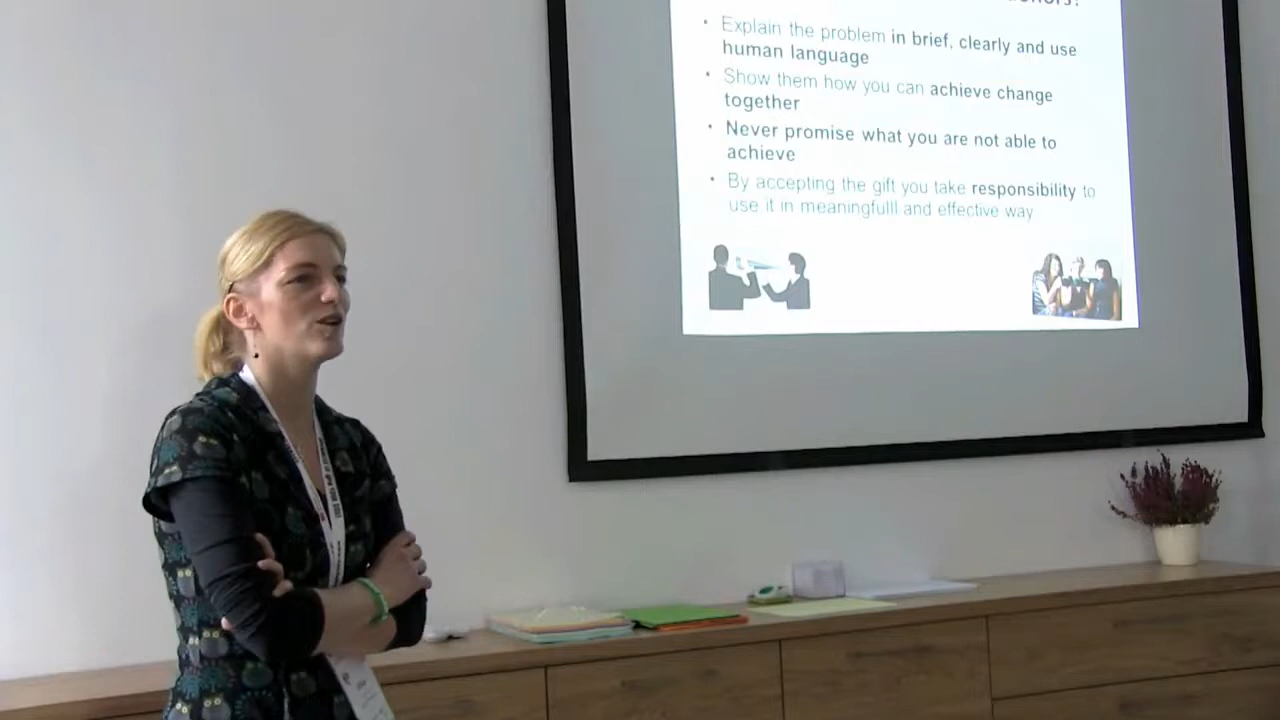 Explain the problem in brief, clearly and use
human language
Show them how you can achieve change
together
Never promise what you are not able to
achieve
By accepting the gift you take responsibility to
use it in meaningfulll and effective way